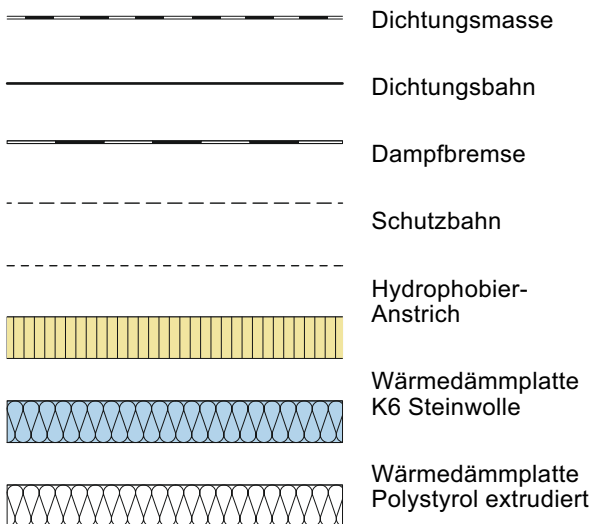 Dichtungsmasse
Dichtungsbahn
Dampfbremse
Schutzbahn
Hydrophobier-
Anstrich
Wärmedämmplatte
K6 Steinwolle
Wärmedämmplatte
Polystyrol extrudiert